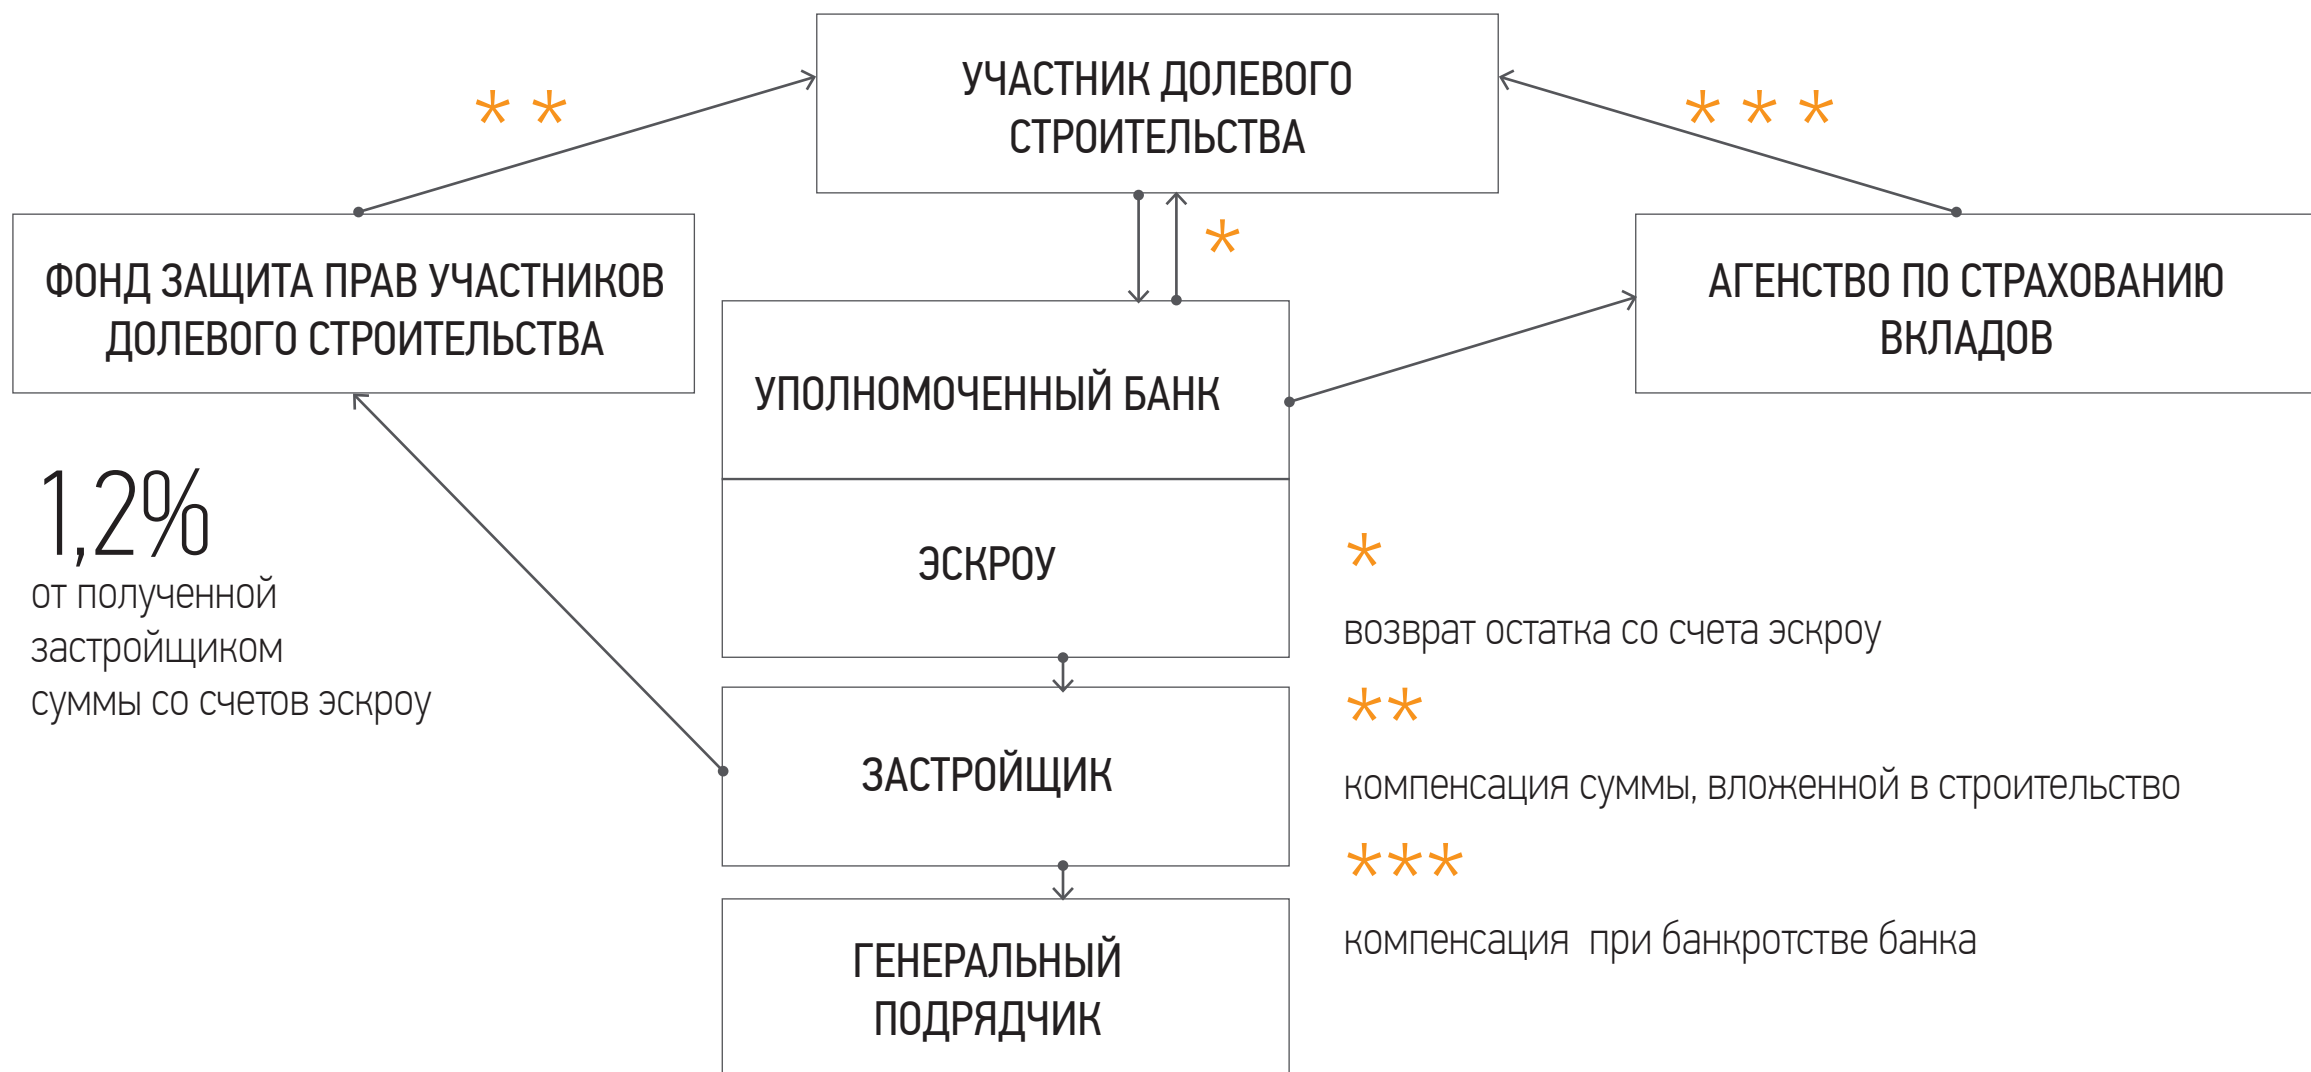 УЧАСТНИК ДОЛЕВОГО
СТРОИТЕЛЬСТВА
* *
* * *
*
ФОНД ЗАЩИТА ПРАВ УЧАСТНИКОВ
ДОЛЕВОГО СТРОИТЕЛЬСТВА
АГЕНСТВО ПО СТРАХОВАНИЮ
ВКЛАДОВ
УПОЛНОМОЧЕННЫЙ БАНК
ЭСКРОУ
1,2%
от полученной
застройщиком
суммы со счетов эскроу
ЗАСТРОЙЩИК
ГЕНЕРАЛЬНЫЙ
ПОДРЯДЧИК
*
возврат остатка со счета эскроу
**
компенсация суммы, вложенной в строительство
***
компенсация при банкротстве банка